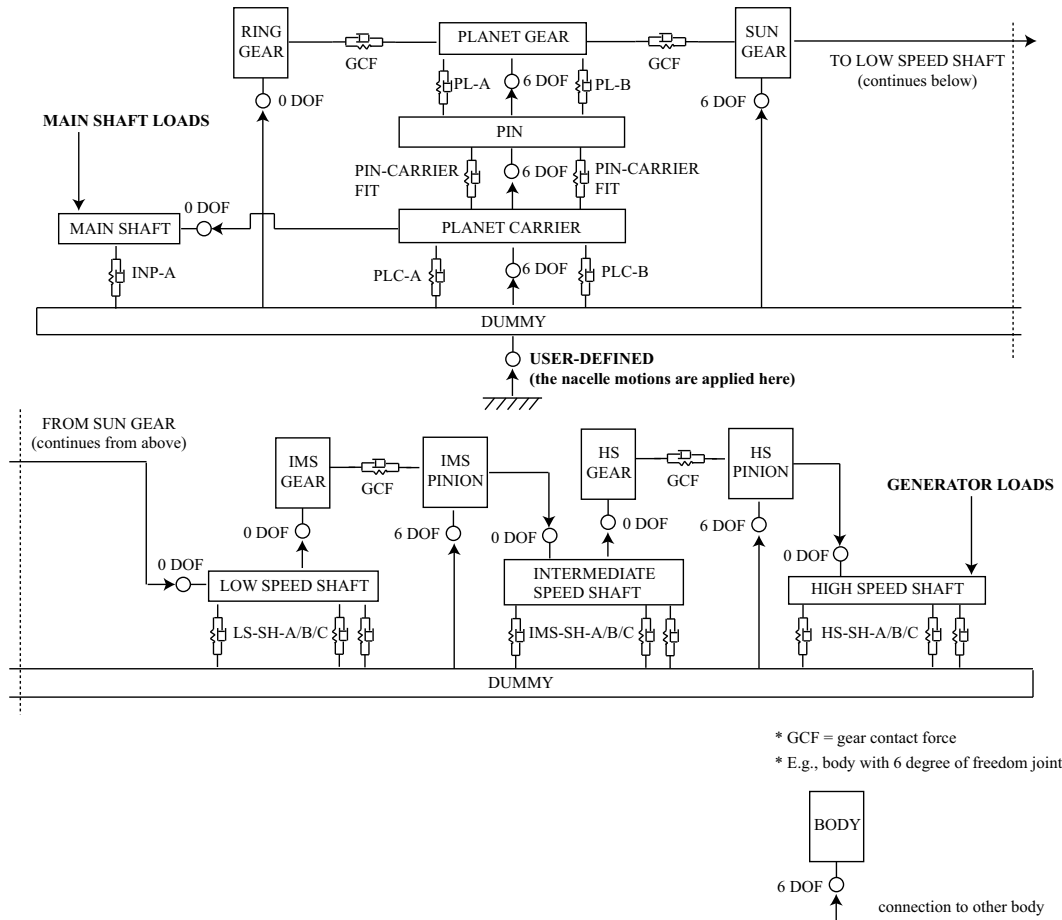 RING
GEAR
GCF
PLANET GEAR
GCF
SUN
GEAR
TO LOW SPEED SHAFT
(continues below)
0 DOF
PL-A
6 DOF
PL-B
6 DOF
MAIN SHAFT LOADS
PIN
PIN-CARRIER
FIT
6 DOF
PIN-CARRIER
FIT
0 DOF
MAIN SHAFT
PLANET CARRIER
INP-A
PLC-A
6 DOF
PLC-B
DUMMY
USER-DEFINED
(the nacelle motions are applied here)
FROM SUN GEAR
(continues from above)
IMS
GEAR
GCF
IMS
PINION
HS
GEAR
GCF
HS
PINION
GENERATOR LOADS
0 DOF
6 DOF
0 DOF
0 DOF
6 DOF
0 DOF
0 DOF
LOW SPEED SHAFT
INTERMEDIATE
SPEED SHAFT
HIGH SPEED SHAFT
LS-SH-A/B/C
IMS-SH-A/B/C
HS-SH-A/B/C
DUMMY
* GCF = gear contact force
* E.g., body with 6 degree of freedom joint
BODY
6 DOF
connection to other body